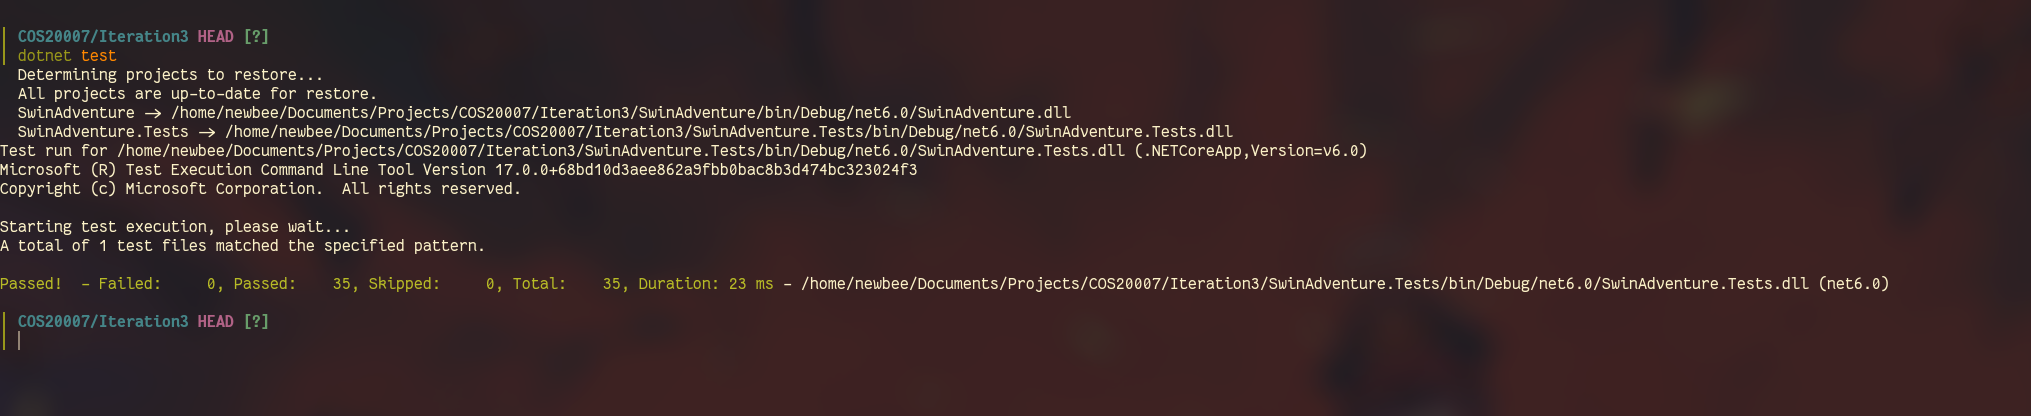 COS20007/Iteration3 HEAD [?]
dotnet test
Determining projects to restore...
All projects are up-to-date for restore.
SwinAdventure -> /home/newbee/Documents/Projects/COS20007/Iteration3/SwinAdventure/bin/Debug/net6.0/SwinAdventure.dll
SwinAdventure.Tests -> /home/newbee/Documents/Projects/COS20007/Iteration3/SwinAdventure.Tests/bin/Debug/net6.0/SwinAdventure.Tests.dll
Test run for /home/newbee/Documents/Projects/COS20007/Iteration3/SwinAdventure.Tests/bin/Debug/net6.0/SwinAdventure.Tests.dll (.NETCoreApp,Version=v6.0)
Microsoft (R) Test Execution Command Line Tool Version 17.0.0+68bd10d3aee862a9fbb0bac8b3d474bc323024f3
Copyright (c) Microsoft Corporation.  All rights reserved.
Starting test execution, please wait...
A total of 1 test files matched the specified pattern.
Passed!  - Failed:     0, Passed:    35, Skipped:     0, Total:    35, Duration: 23 ms - /home/newbee/Documents/Projects/COS20007/Iteration3/SwinAdventure.Tests/bin/Debug/net6.0/SwinAdventure.Tests.dll (net6.0)
COS20007/Iteration3 HEAD [?]